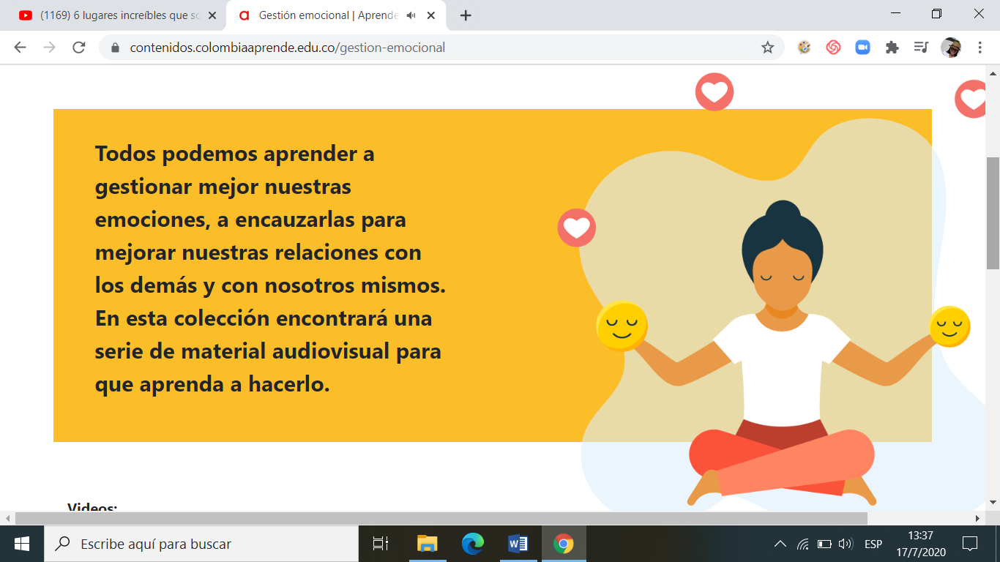 (1169) 6 lugares increíbles que so
Gestión emocional | Aprende
contenidos.colombiaaprende.edu.co/gestion-emocional
Todos podemos aprender a
gestionar mejor nuestras
emociones, a encauzarlas para
mejorar nuestras relaciones con
los demás y con nosotros mismos.
En esta colección encontrará una
serie de material audiovisual para
que aprenda a hacerlo.
Videos:
Escribe aquí para buscar
ESP
13:37
17/7/2020